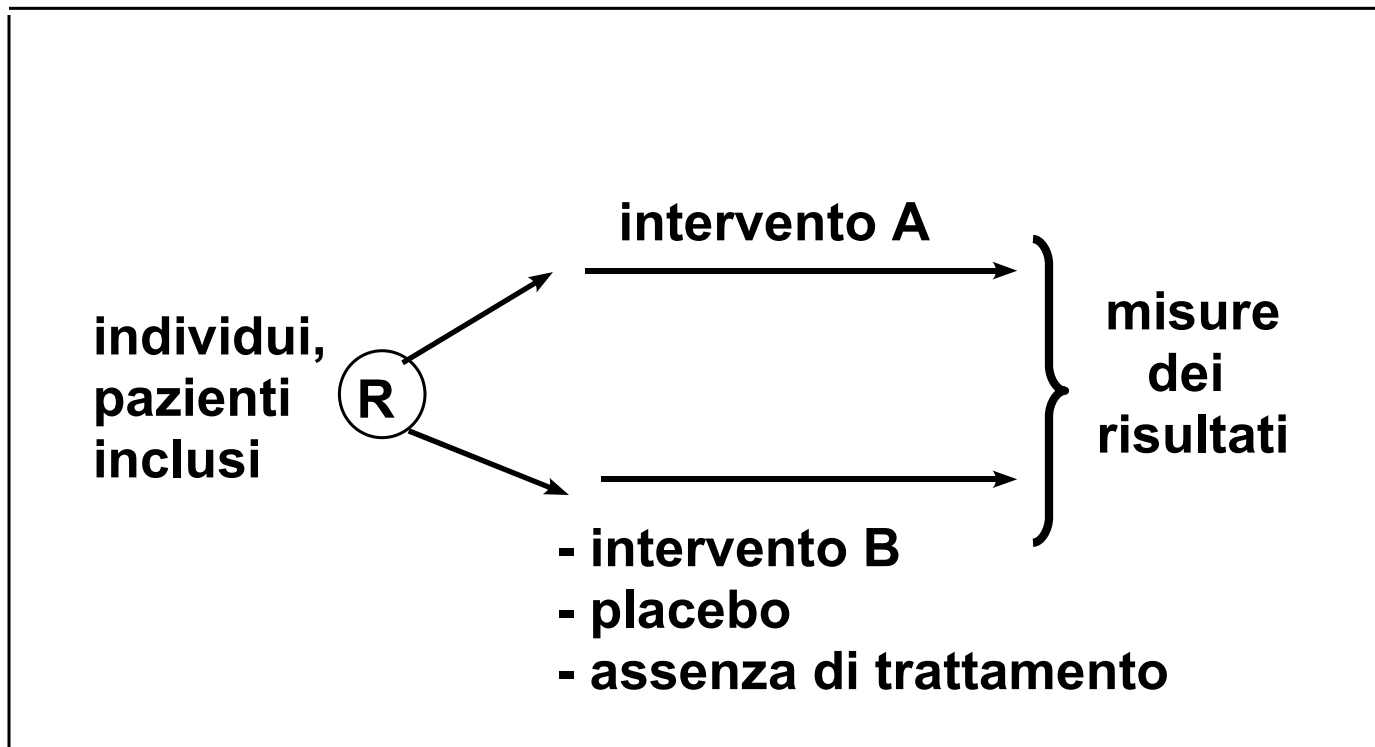 individui,
pazienti
inclusi
R
intervento A
- intervento B
- placebo
- assenza di trattamento
misure
dei
risultati